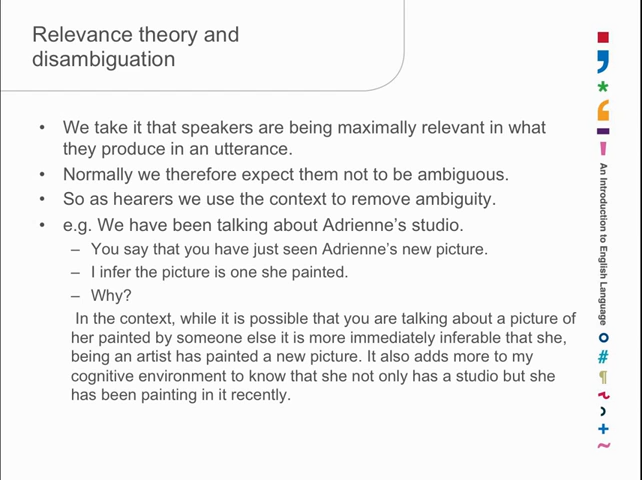 Relevance theory and
disambiguation
• We take it that speakers are being maximally relevant in what
they produce in an utterance.
• Normally we therefore expect them not to be ambiguous.
• So as hearers we use the context to remove ambiguity.
• e.g. We have been talking about Adrienne's studio.
– You say that you have just seen Adrienne's new picture.
– I infer the picture is one she painted.
– Why?
In the context, while it is possible that you are talking about a picture of
her painted by someone else it is more immediately inferable that she,
being an artist has painted a new picture. It also adds more to my
cognitive environment to know that she not only has a studio but she
has been painting in it recently.
An Introduction to English Language